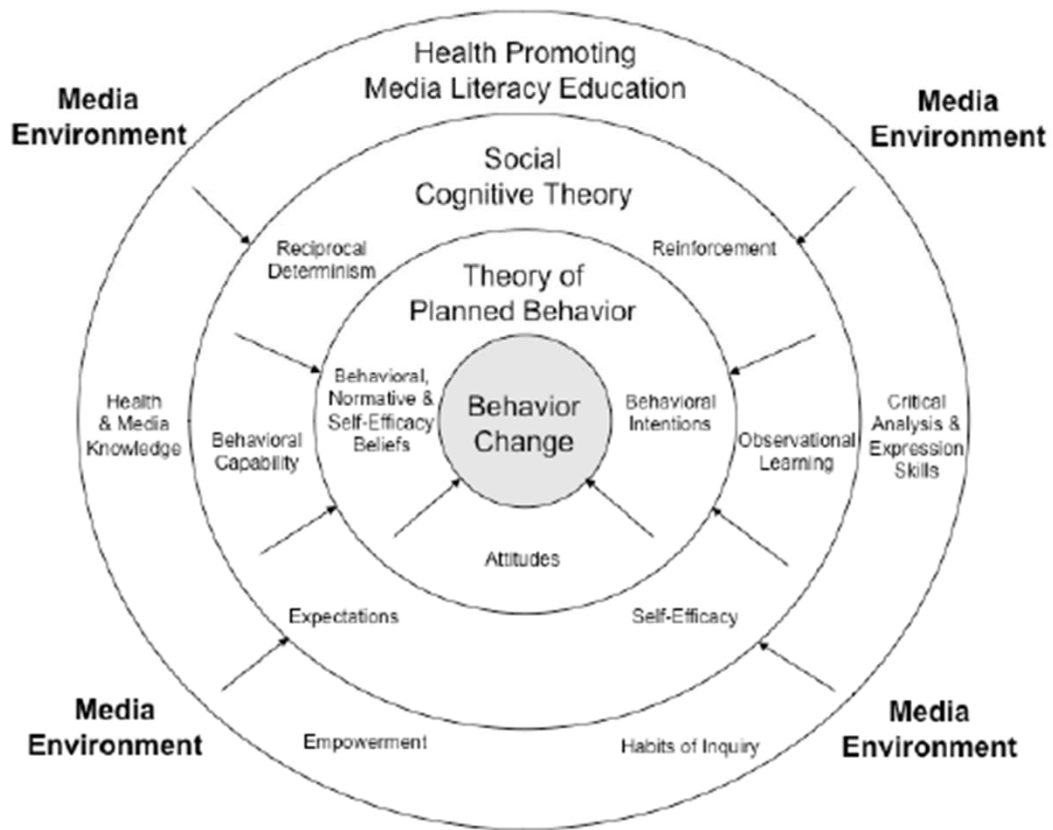 Health Promoting
Media Literacy Education
Media
Environment
Media
Environment
Social
Cognitive Theory
Reciprocal
Determinism
Reinforcement
Theory of
Planned Behavior
Behavioral,
Normative &
Self-Efficacy
Beliefs
Behavior
Change
Behavioral
Intentions
Health
& Media
Knowledge
Behavioral
Capability
Observational
Learning
Critical
Analysis &
Expression
Skills
Attitudes
Expectations
Self-Efficacy
Media
Environment
Media
Environment
Empowerment
Habits of Inquiry